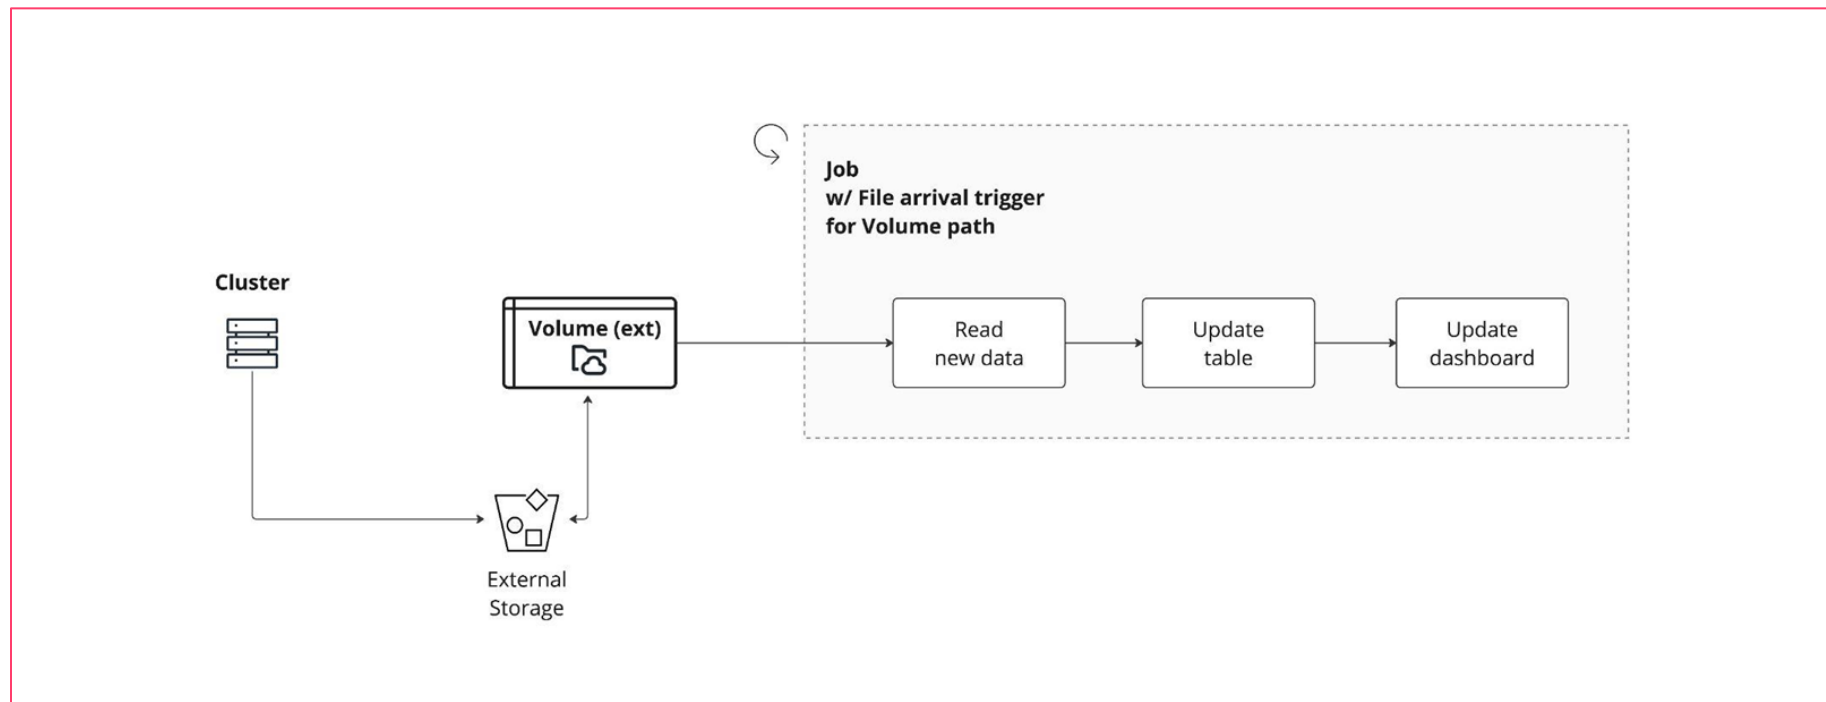 Job
w/ File arrival trigger
for Volume path
Cluster
Volume (ext)
Read
new data
Update
table
Update
dashboard
External
Storage